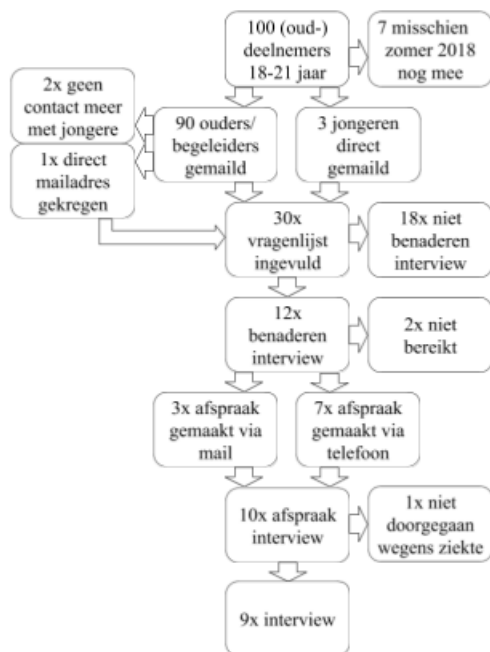 100 (oud-)
deelnemers
18-21 jaar
7 misschien
zomer 2018
nog mee
2x geen
contact meer
met jongere
90 ouders/
begeleiders
gemaild
3 jongeren
direct
gemaild
1x direct
mailadres
gekregen
30x
vragenlijst
ingevuld
18x niet
benaderen
interview
12x
benaderen
interview
2x niet
bereikt
3x afspraak
gemaakt via
mail
7x afspraak
gemaakt via
telefoon
10x afspraak
interview
1x niet
doorgegaan
wegens ziekte
9x interview